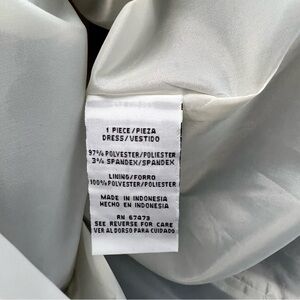 1 PIECE/PIEZA
DRESS/VESTIDO
97% POLYESTER/POLIESTER
3% SPANDEX/SPANDEX
LINING/FORRO
100% POLYESTER/POLIESTER
MADE IN INDONESIA
HECHO EN INDONESIA
RN 67473
SEE REVERSE FOR CARE
VER AL DORSO PARA CUIDADO